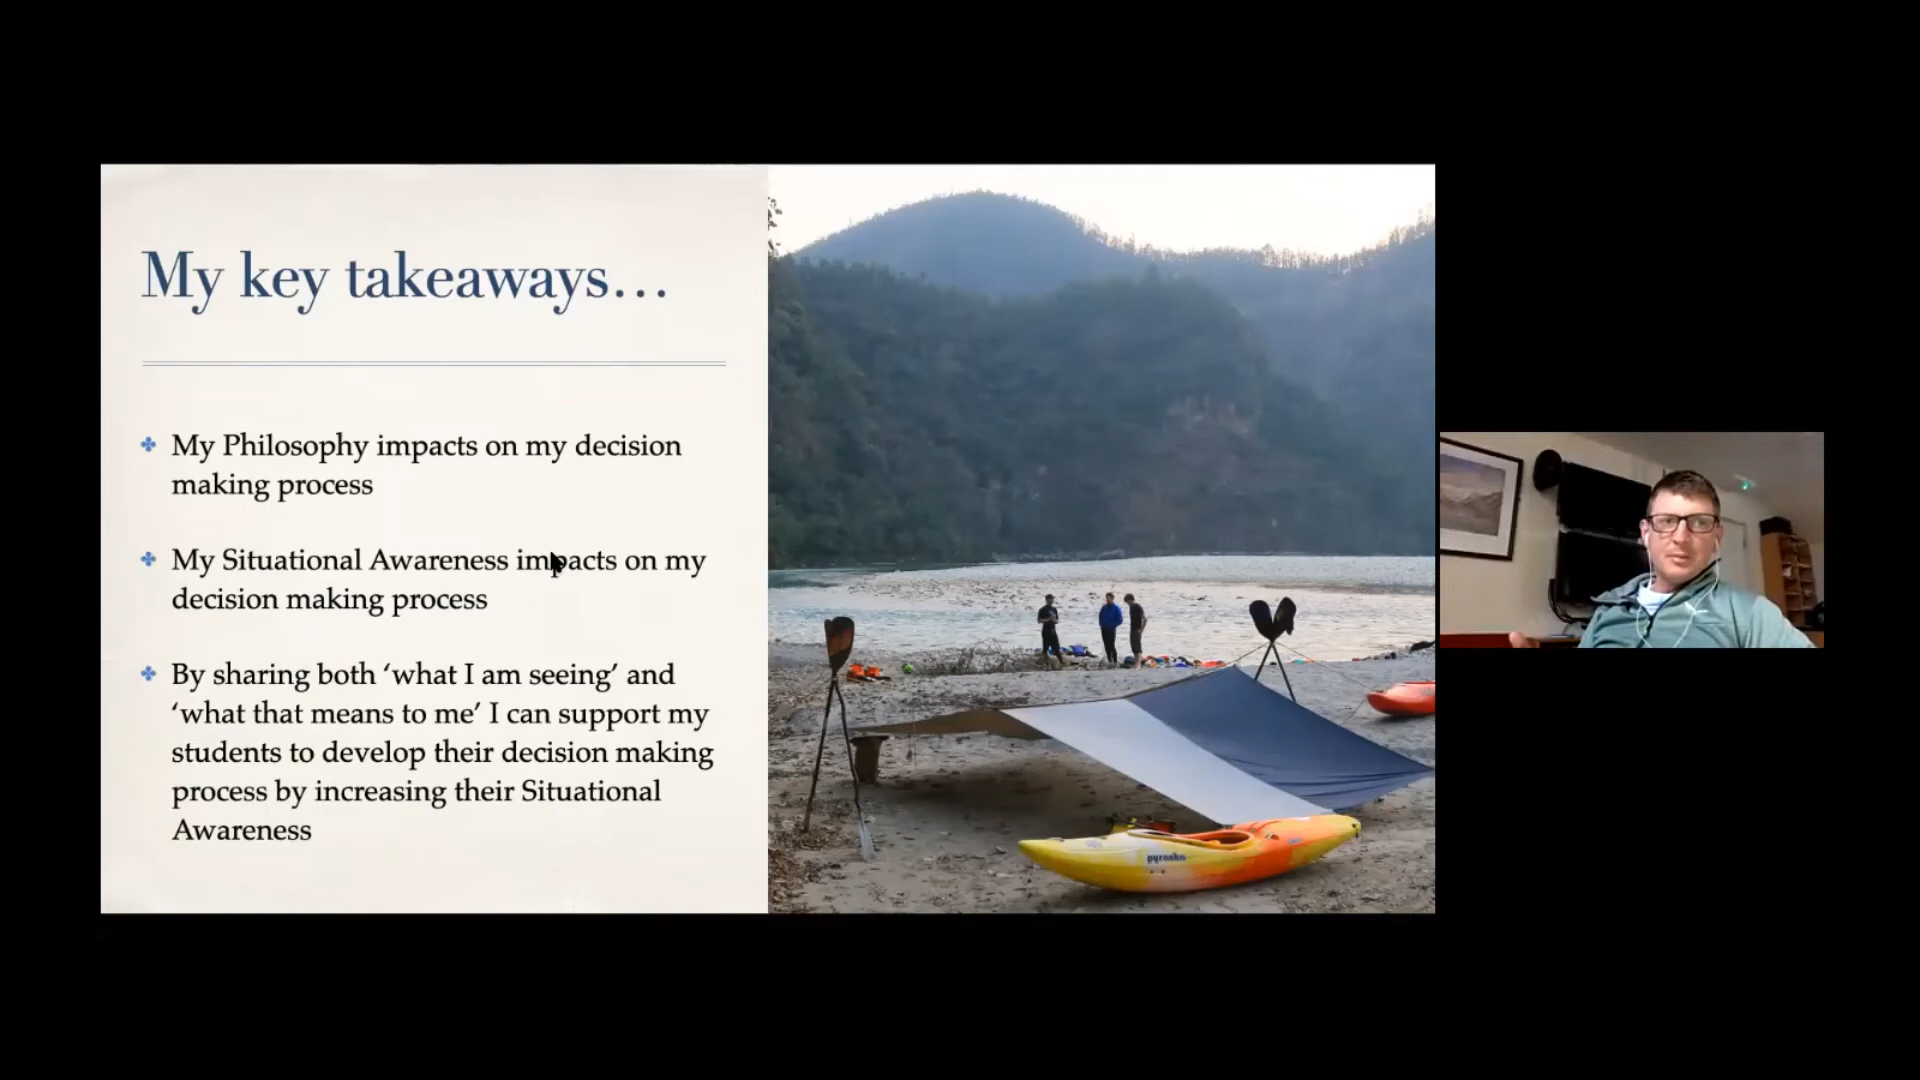 My key takeaways…
My Philosophy impacts on my decision
making process
My Situational Awareness impacts on my
decision making process
By sharing both ‘what I am seeing’ and
‘what that means to me’ I can support my
students to develop their decision making
process by increasing their Situational
Awareness
pyranha